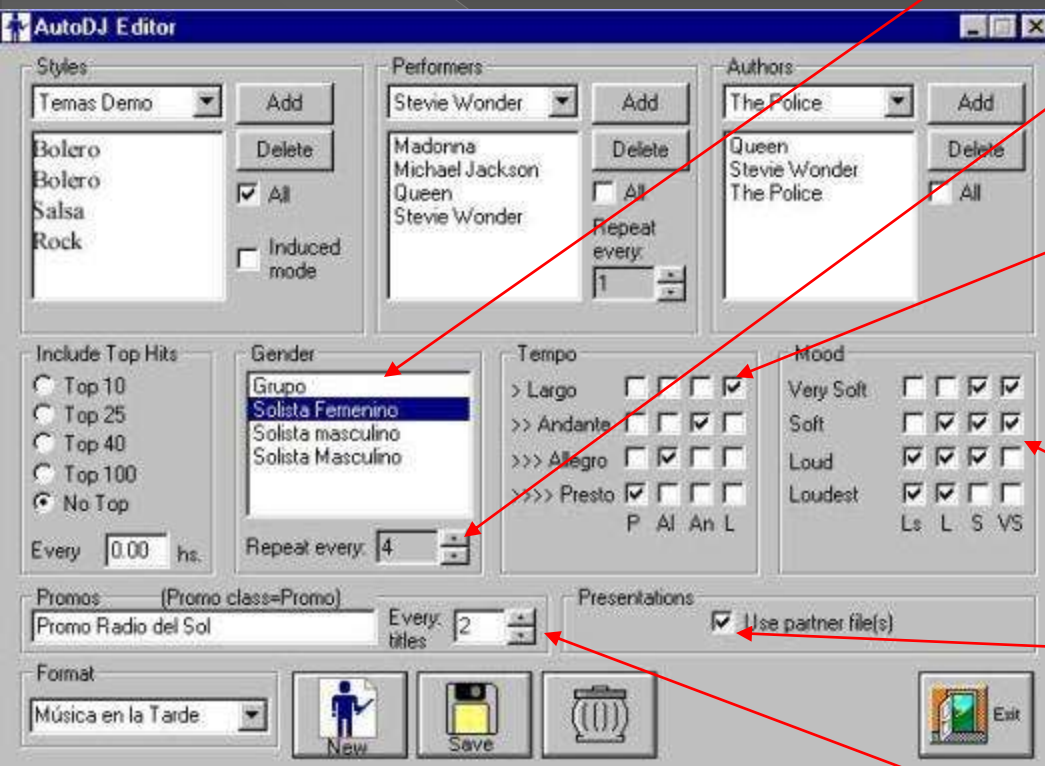 AutoDJ Editor
Styles
Temas Demo
Add
Bolero
Bolero
Salsa
Rock
Delete
All
Induced
mode
Performers
Stevie Wonder
Add
Madonna
Michael Jackson
Queen
Stevie Wonder
Delete
All
Repeat
every:
1
Authors
The Police
Add
Queen
Stevie Wonder
The Police
Delete
All
Include Top Hits
Top 10
Top 25
Top 40
Top 100
No Top
Every 0.00 hs.
Gender
Grupo
Solista Femenino
Solista masculino
Solista Masculino
Repeat every: 4
Tempo
> Largo
>> Andante
>>> Allegro
>>>> Presto
P Al An L
Mood
Very Soft
Soft
Loud
Loudest
Ls L S VS
Promos (Promo class=Promo)
Promo Radio del Sol
Every:
titles
2
Presentations
Use partner file(s)
Format
Música en la Tarde
New
Save
Exit